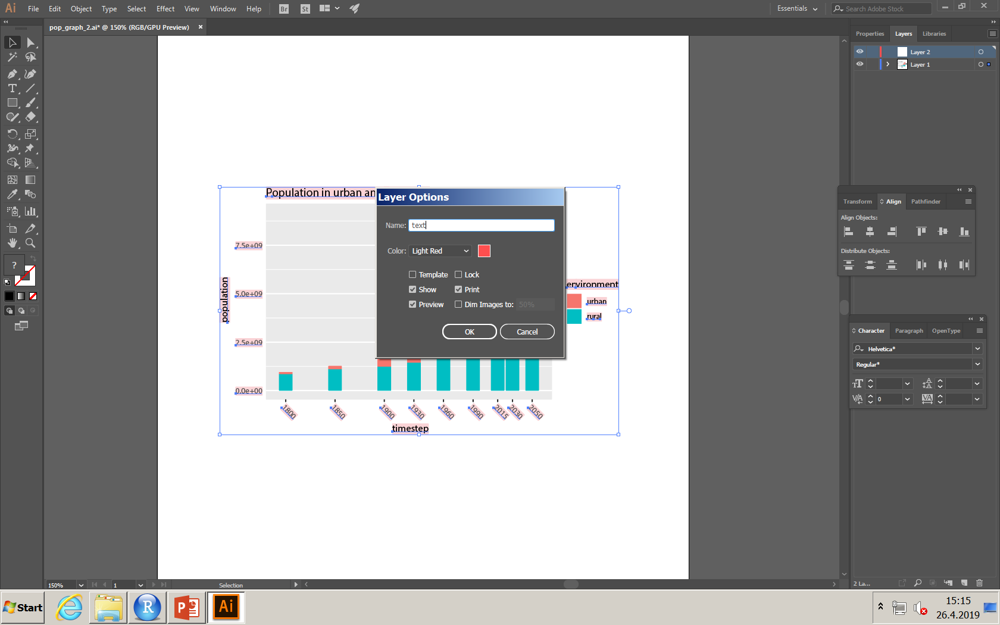 Ai File Edit Object Type Select Effect View Window Help Br St Essentials Search Adobe Stock
pop_graph_2.ai* @ 150% (RGB/GPU Preview) ×
Properties Layers Libraries
Layer 2
Layer 1
Population in urban an
Layer Options
Name: text
Color: Light Red
Template Lock
Show Print
Preview Dim Images to: 50%
OK Cancel
7.5e+09
5.0e+09
2.5e+09
0.0e+00
population
environment
urban
rural
1800 1850 1900 1930 1960 1990 2015 2030 2050
timestep
Transform Align Pathfinder
Align Objects:
Distribute Objects:
Character Paragraph OpenType
Helvetica*
Regular*
0
?
150% 1 Selection
2 La...
Start R P Ai
15:15
26.4.2019